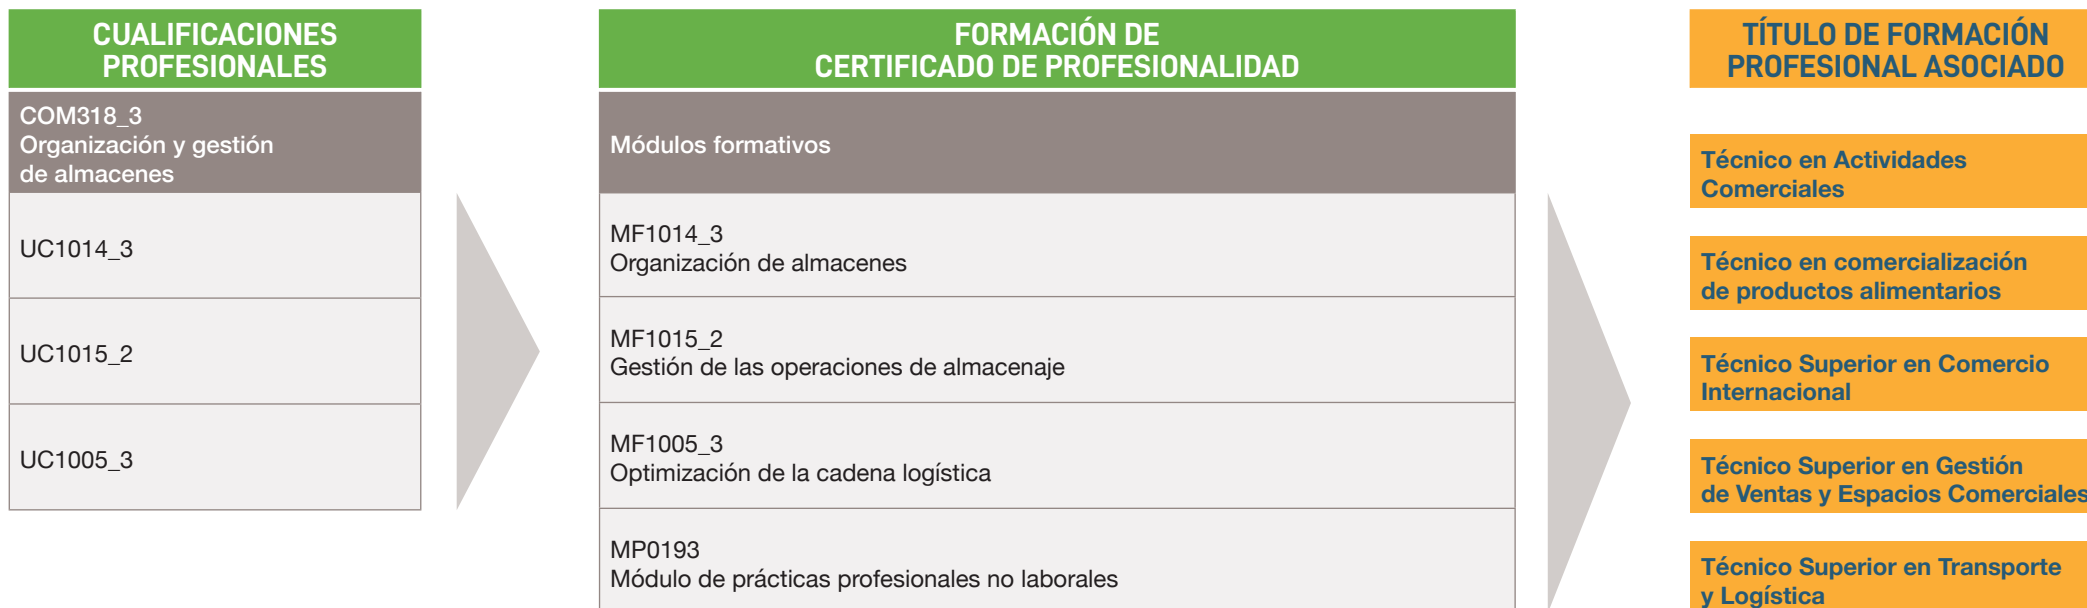 CUALIFICACIONES
PROFESIONALES
COM318_3
Organización y gestión
de almacenes
UC1014_3
UC1015_2
UC1005_3
FORMACIÓN DE
CERTIFICADO DE PROFESIONALIDAD
Módulos formativos
MF1014_3
Organización de almacenes
MF1015_2
Gestión de las operaciones de almacenaje
MF1005_3
Optimización de la cadena logística
MP0193
Módulo de prácticas profesionales no laborales
TÍTULO DE FORMACIÓN
PROFESIONAL ASOCIADO
Técnico en Actividades
Comerciales
Técnico en comercialización
de productos alimentarios
Técnico Superior en Comercio
Internacional
Técnico Superior en Gestión
de Ventas y Espacios Comerciales
Técnico Superior en Transporte
y Logística